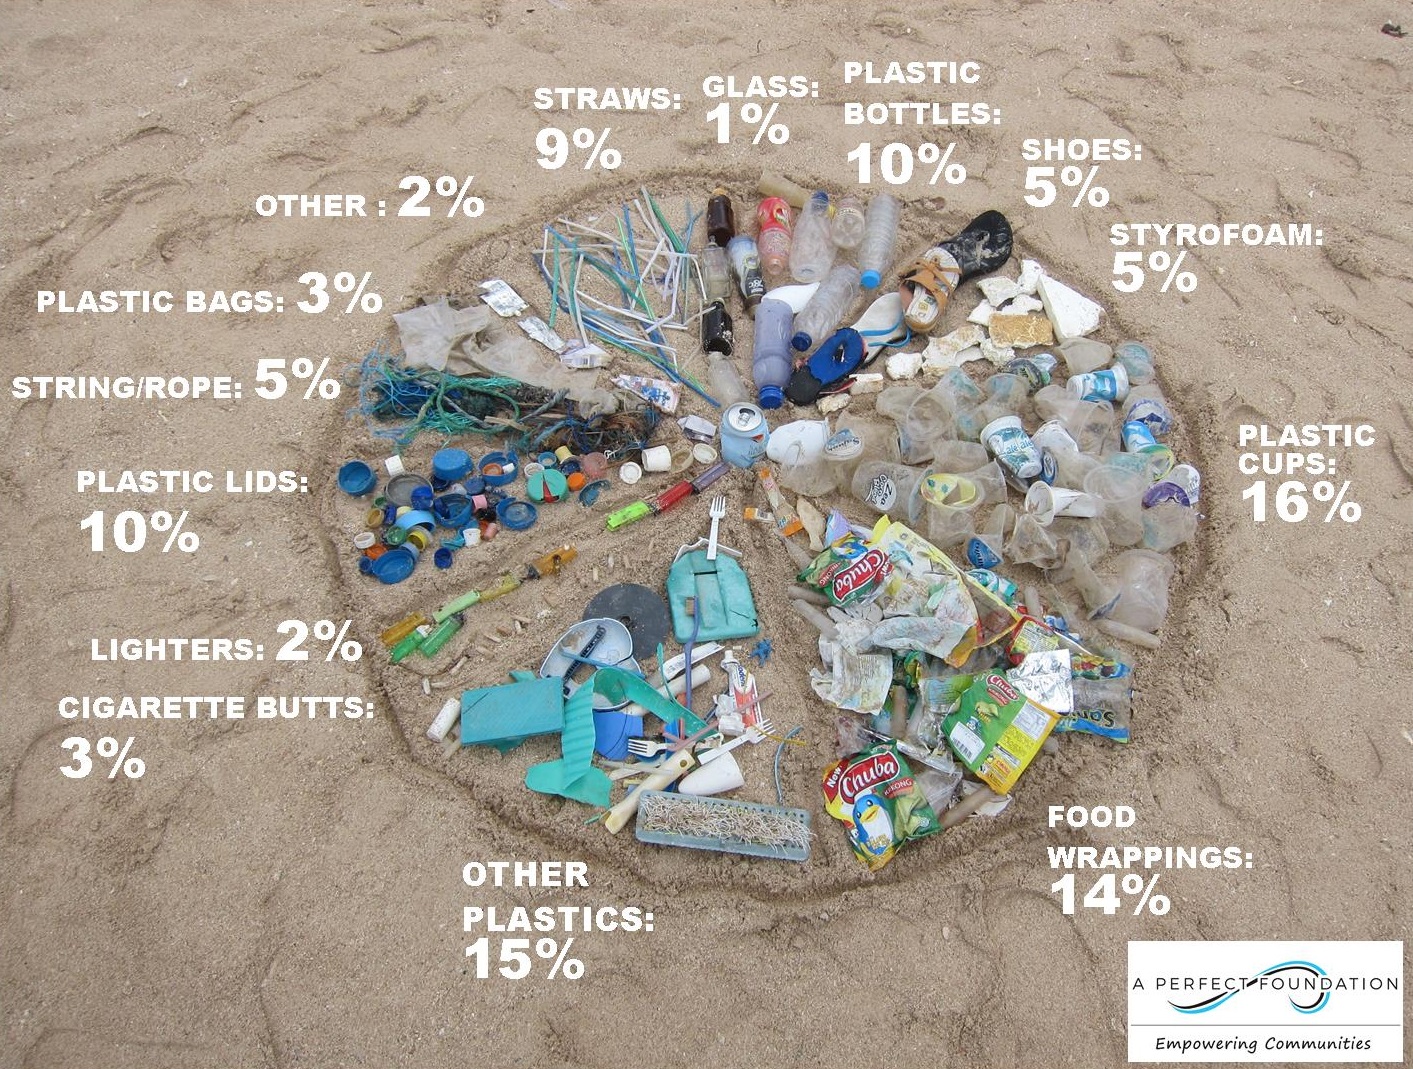 STRAWS:
9%
GLASS:
1%
PLASTIC
BOTTLES:
10%
SHOES:
5%
STYROFOAM:
5%
OTHER : 2%
PLASTIC BAGS: 3%
STRING/ROPE: 5%
PLASTIC LIDS:
10%
PLASTIC
CUPS:
16%
LIGHTERS: 2%
CIGARETTE BUTTS:
3%
OTHER
PLASTICS:
15%
FOOD
WRAPPINGS:
14%
Chuba
Chuba
New!
Chuba
A PERFECT FOUNDATION
Empowering Communities